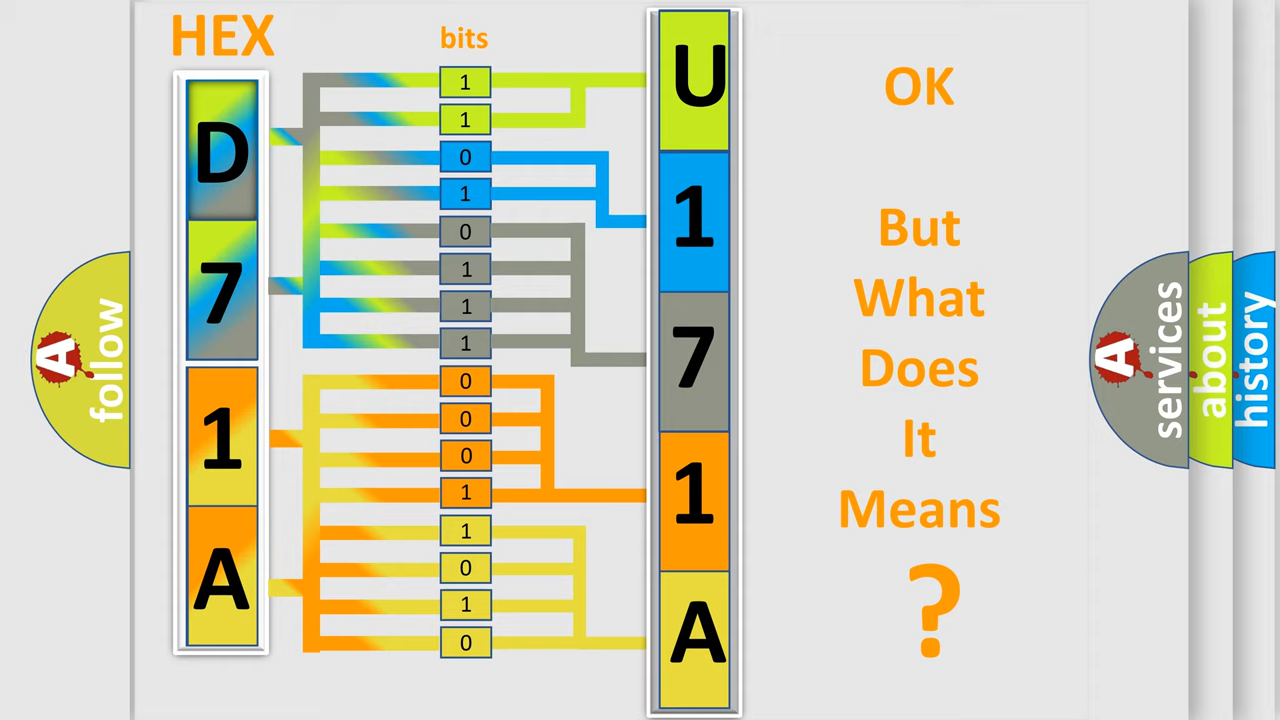 HEX
bits
D
7
1
A
1
1
0
1
0
1
1
1
0
0
0
1
1
0
1
0
U
1
7
1
A
OK
But
What
Does
It
Means
?
A
follow
A
services
about
history